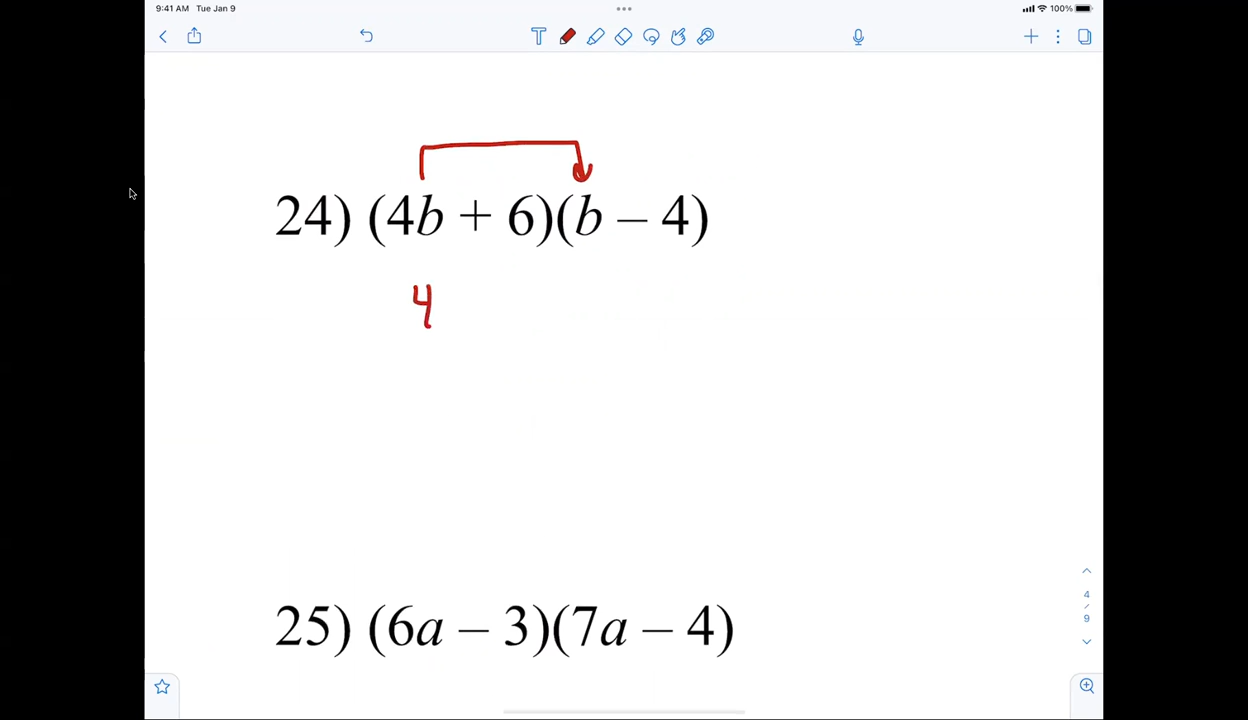 9:41 AM Tue Jan 9
100%
T
24) (4b + 6)(b – 4)
4
4
9
25) (6a – 3)(7a – 4)